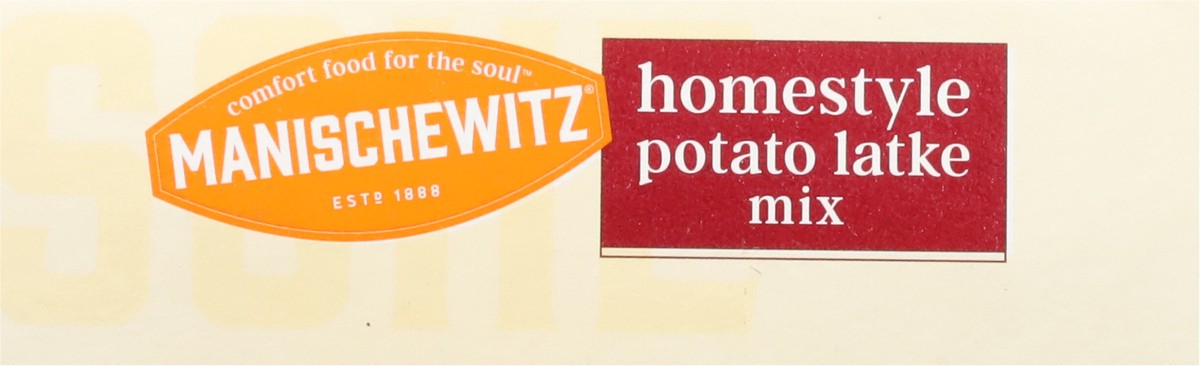 comfort food for the soul™
MANISCHEWITZ®
ESTD 1888
homestyle
potato latke
mix